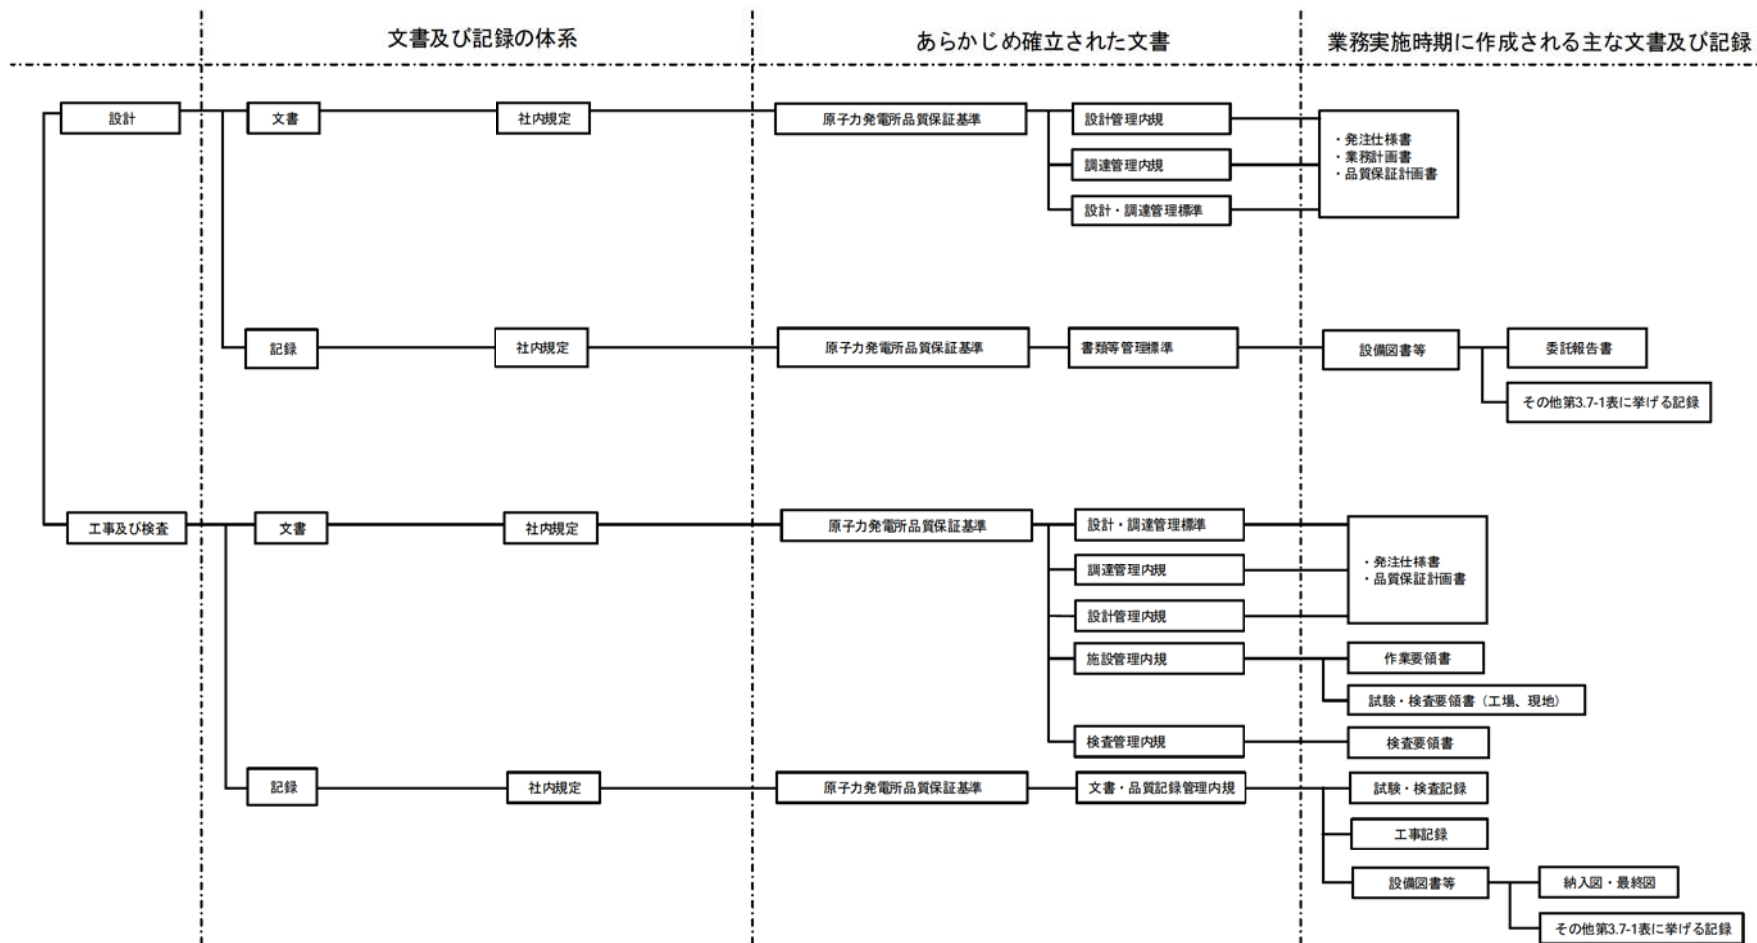 文書及び記録の体系
あらかじめ確立された文書
業務実施時期に作成される主な文書及び記録
設計
文書
社内規定
原子力発電所品質保証基準
設計管理内規
調達管理内規
設計・調達管理標準
・発注仕様書
・業務計画書
・品質保証計画書
記録
社内規定
原子力発電所品質保証基準
書類等管理標準
設備図書等
委託報告書
その他第3.7-1表に挙げる記録
工事及び検査
文書
社内規定
原子力発電所品質保証基準
設計・調達管理標準
調達管理内規
設計管理内規
・発注仕様書
・品質保証計画書
施設管理内規
作業要領書
試験・検査要領書（工場、現地）
検査管理内規
検査要領書
記録
社内規定
原子力発電所品質保証基準
文書・品質記録管理内規
試験・検査記録
工事記録
設備図書等
納入図・最終図
その他第3.7-1表に挙げる記録